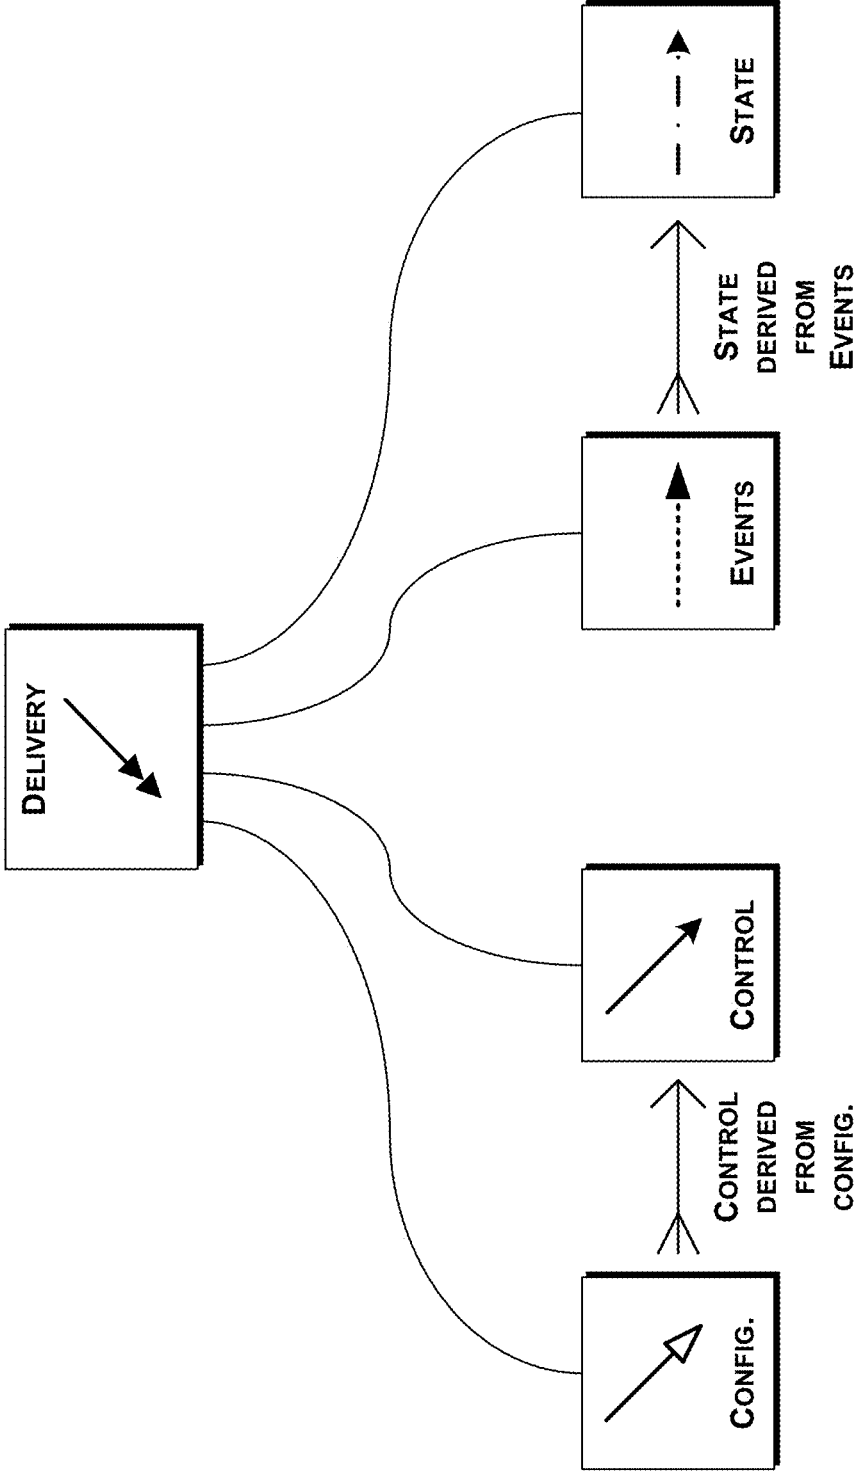 DELIVERY
CONFIG.
CONTROL
DERIVED
FROM
CONFIG.
CONTROL
EVENTS
STATE
DERIVED
FROM
EVENTS
STATE